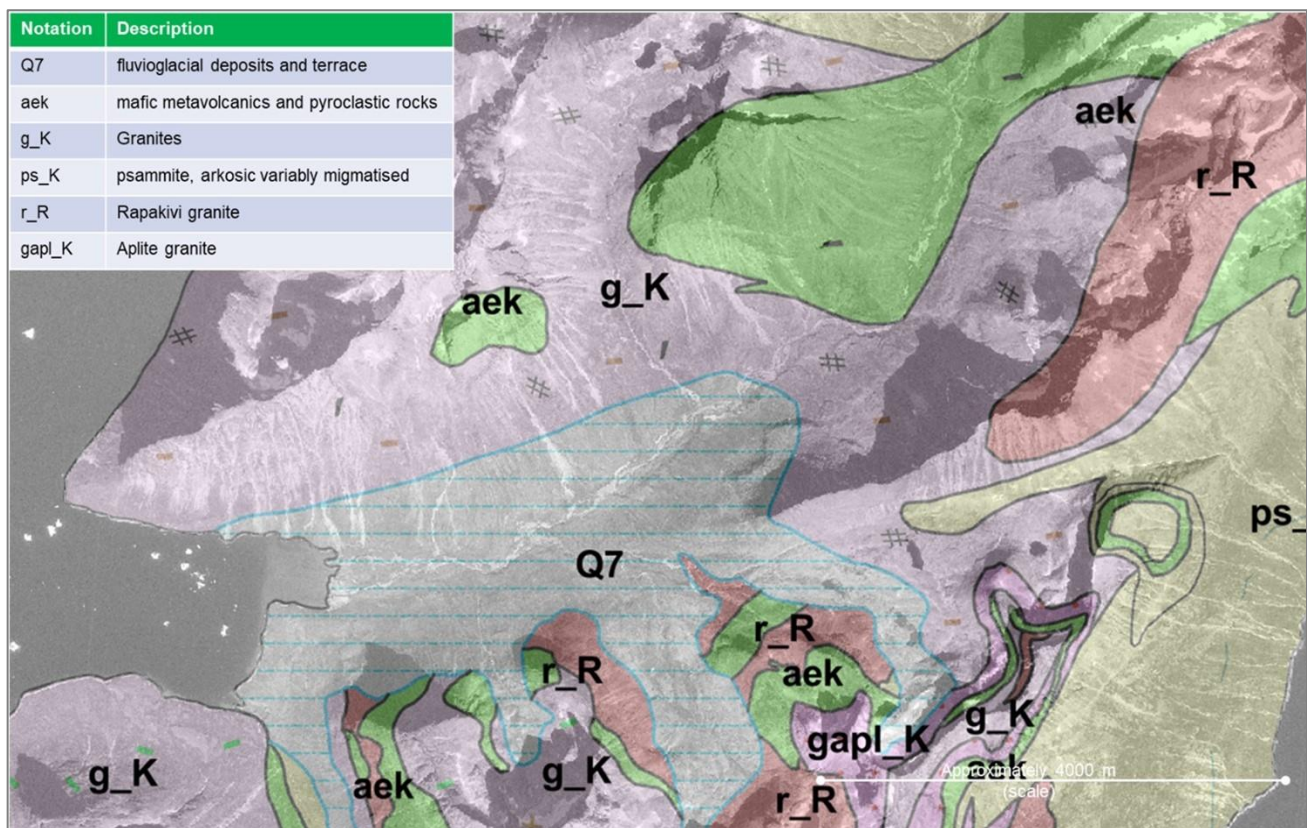 Notation Description
Q7 fluvioglacial deposits and terrace
aek mafic metavolcanics and pyroclastic rocks
g_K Granites
ps_K psammite, arkosic variably migmatised
r_R Rapakivi granite
gapl_K Aplite granite
aek
r_R
g_K
aek
ps_
Q7
r_R
r_R
aek
g_K
gapl_K
g_K
g_K
aek
aek
Approximately 4000 m
(scale)
r_R